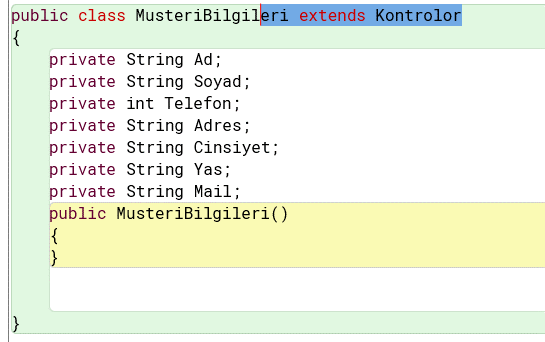 public class MusteriBilgileri extends Kontrolor
{
private String Ad;
private String Soyad;
private int Telefon;
private String Adres;
private String Cinsiyet;
private String Yas;
private String Mail;
public MusteriBilgileri()
{
}
}